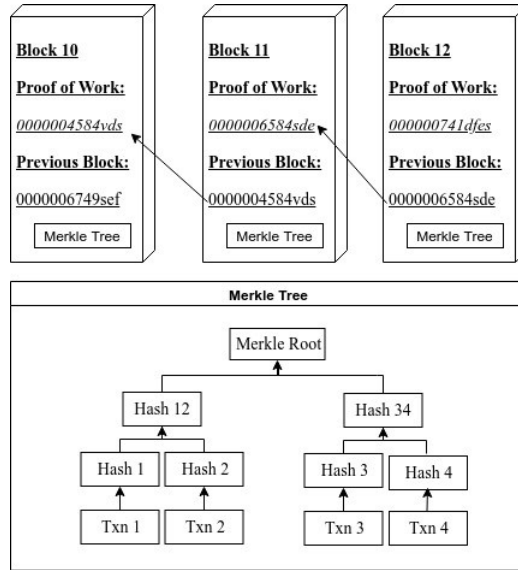 Block 10
Proof of Work:
0000004584vds
Previous Block:
0000006749sef
Merkle Tree
Block 11
Proof of Work:
0000006584sde
Previous Block:
0000004584vds
Merkle Tree
Block 12
Proof of Work:
000000741dfes
Previous Block:
0000006584sde
Merkle Tree
Merkle Tree
Merkle Root
Hash 12
Hash 34
Hash 1
Hash 2
Hash 3
Hash 4
Txn 1
Txn 2
Txn 3
Txn 4